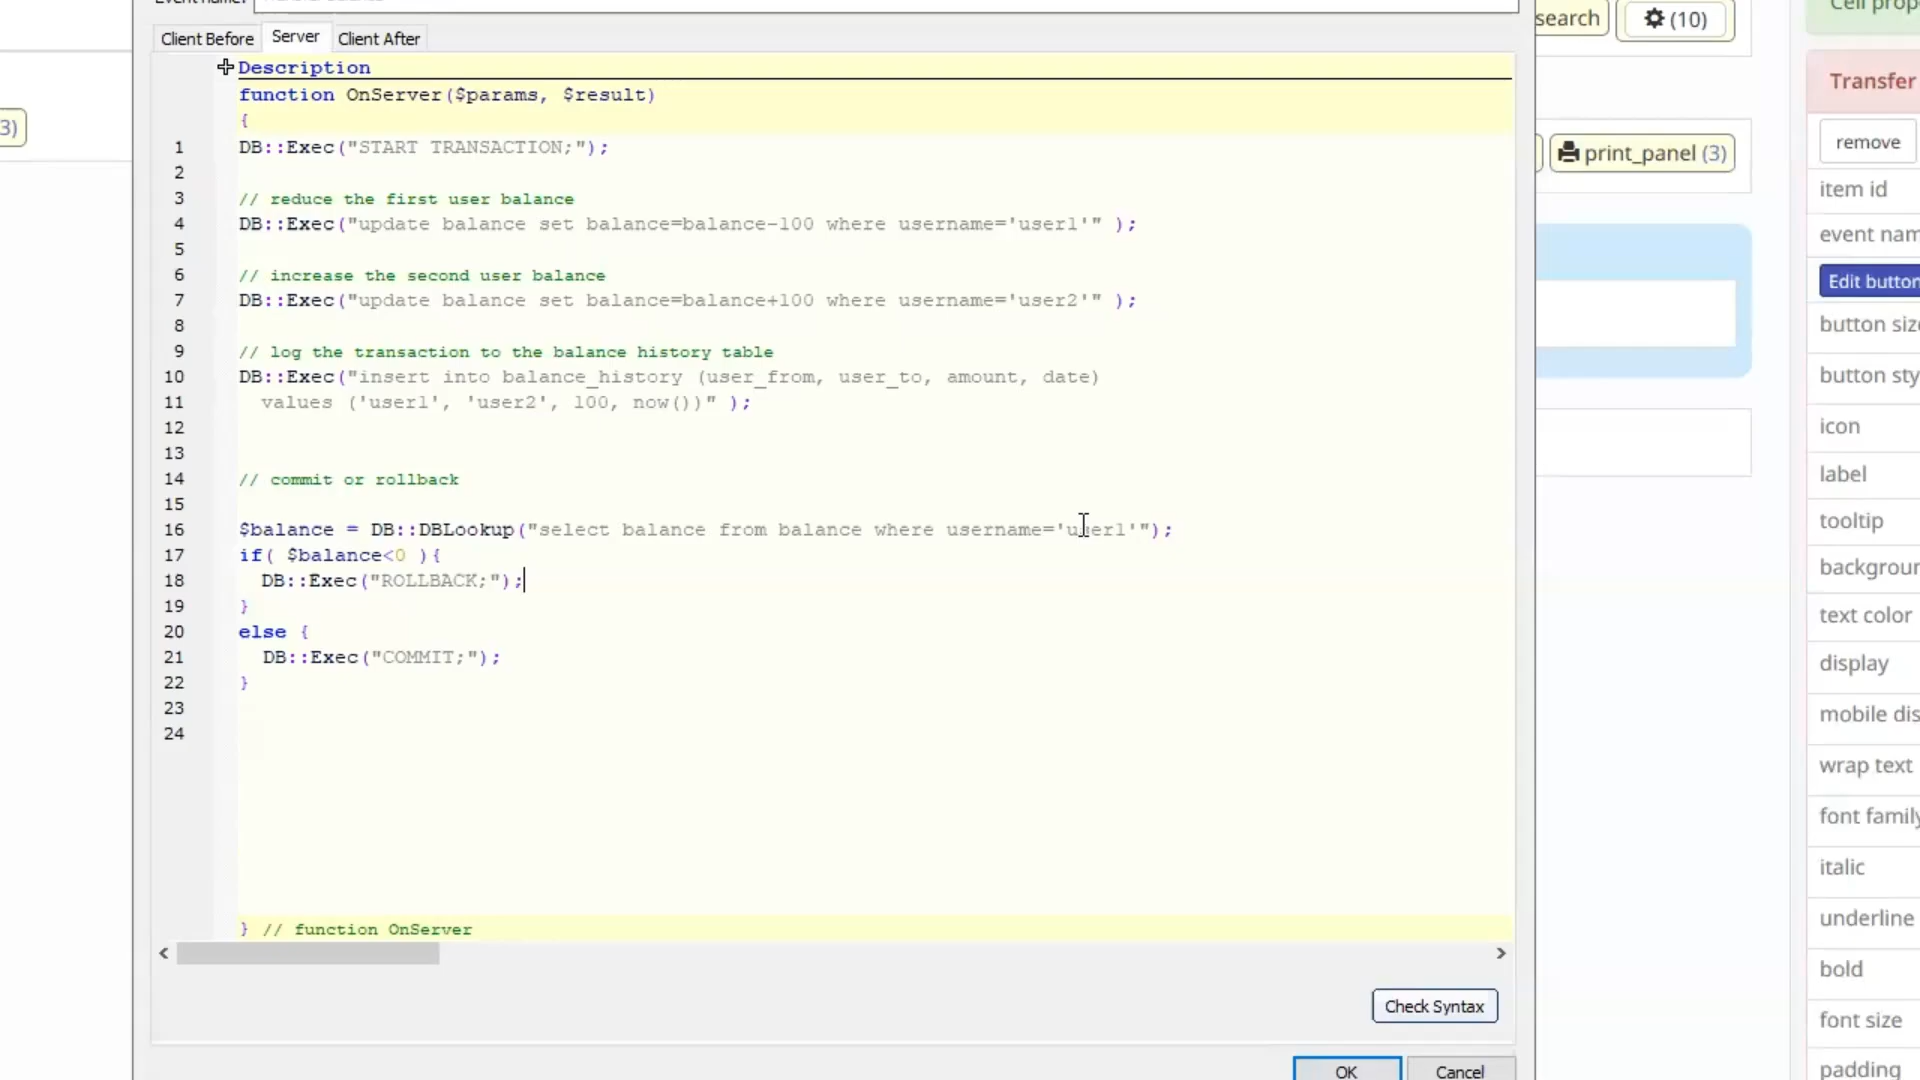 Event name:
search
(10)
Cell prop
Client Before
Server
Client After
Description
function OnServer($params, $result)
{
1 DB::Exec("START TRANSACTION;");
2
3 // reduce the first user balance
4 DB::Exec("update balance set balance=balance-100 where username='user1'" );
5
6 // increase the second user balance
7 DB::Exec("update balance set balance=balance+100 where username='user2'" );
8
9 // log the transaction to the balance history table
10 DB::Exec("insert into balance_history (user_from, user_to, amount, date)
11 values ('user1', 'user2', 100, now())" );
12
13
14 // commit or rollback
15
16 $balance = DB::DBLookup("select balance from balance where username='user1'");
17 if( $balance<0 ){
18 DB::Exec("ROLLBACK;");
19 }
20 else {
21 DB::Exec("COMMIT;");
22 }
23
24
} // function OnServer
Check Syntax
OK
Cancel
3)
print_panel (3)
Transfer
remove
item id
event nam
Edit button
button size
button sty
icon
label
tooltip
backgroun
text color
display
mobile dis
wrap text
font family
italic
underline
bold
font size
padding